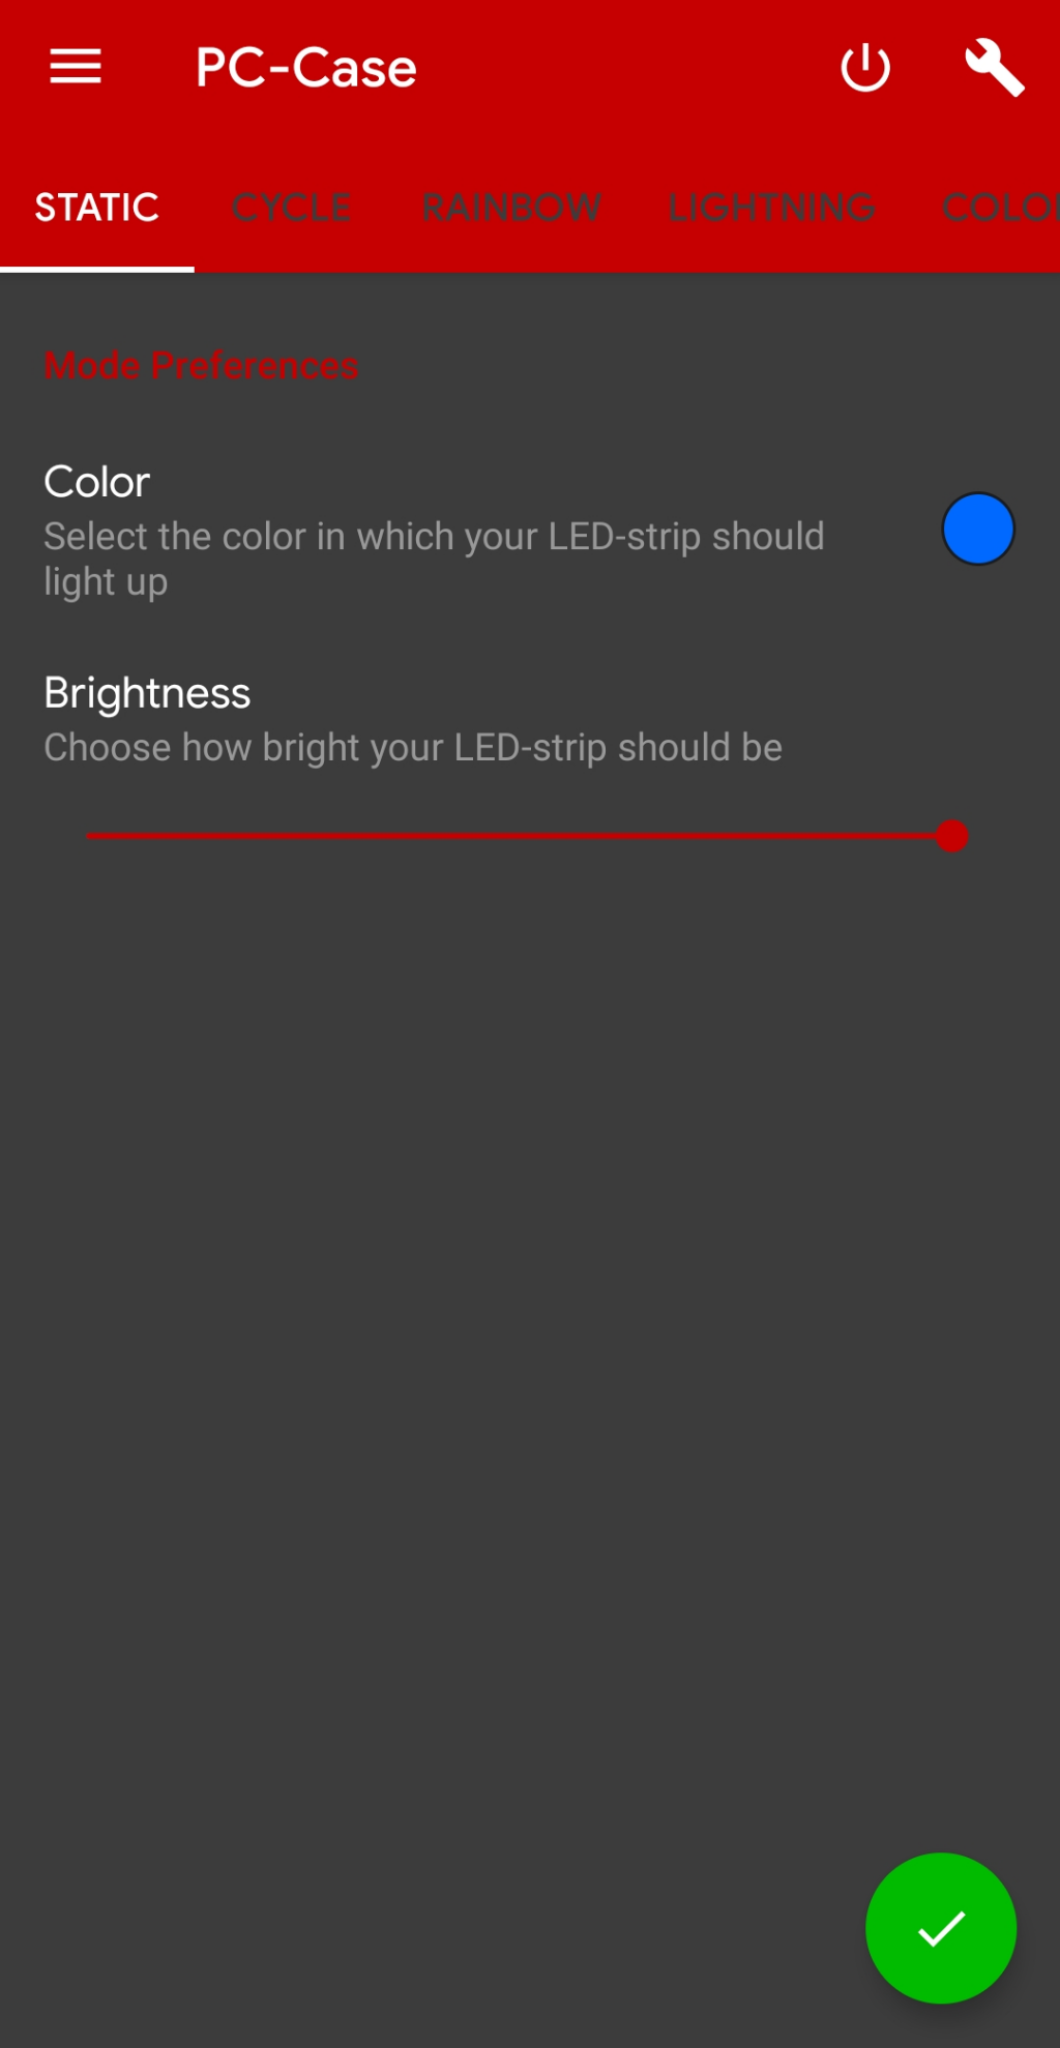 PC-Case
STATIC CYCLE RAINBOW LIGHTNING COLO
Mode Preferences
Color
Select the color in which your LED-strip should
light up
Brightness
Choose how bright your LED-strip should be